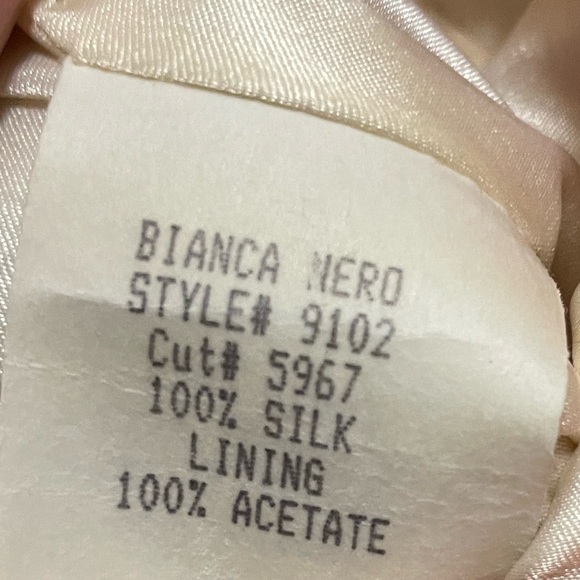 BIANCA NERO
STYLE# 9102
Cut# 5967
100% SILK
LINING
100% ACETATE